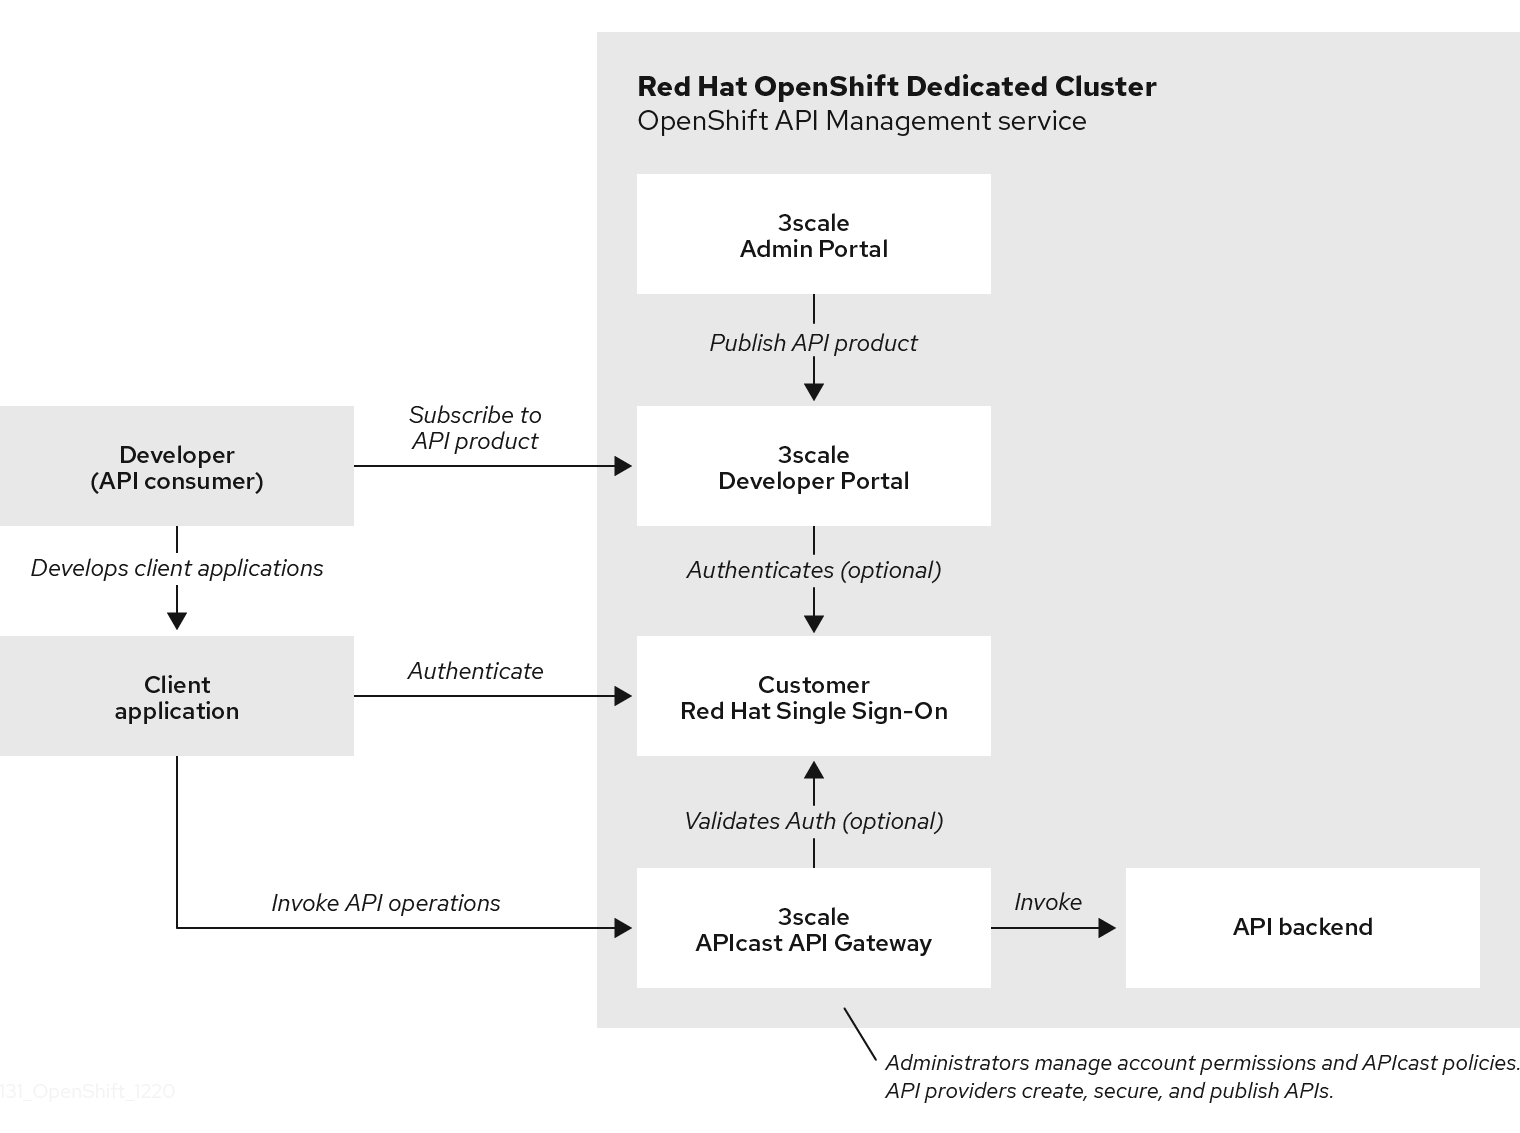 Red Hat OpenShift Dedicated Cluster
OpenShift API Management service
3scale
Admin Portal
Publish API product
Developer
(API consumer)
Subscribe to
API product
3scale
Developer Portal
Develops client applications
Authenticates (optional)
Client
application
Authenticate
Customer
Red Hat Single Sign-On
Validates Auth (optional)
Invoke API operations
3scale
APIcast API Gateway
Invoke
API backend
Administrators manage account permissions and APIcast policies.
API providers create, secure, and publish APIs.
131_OpenShift_1220